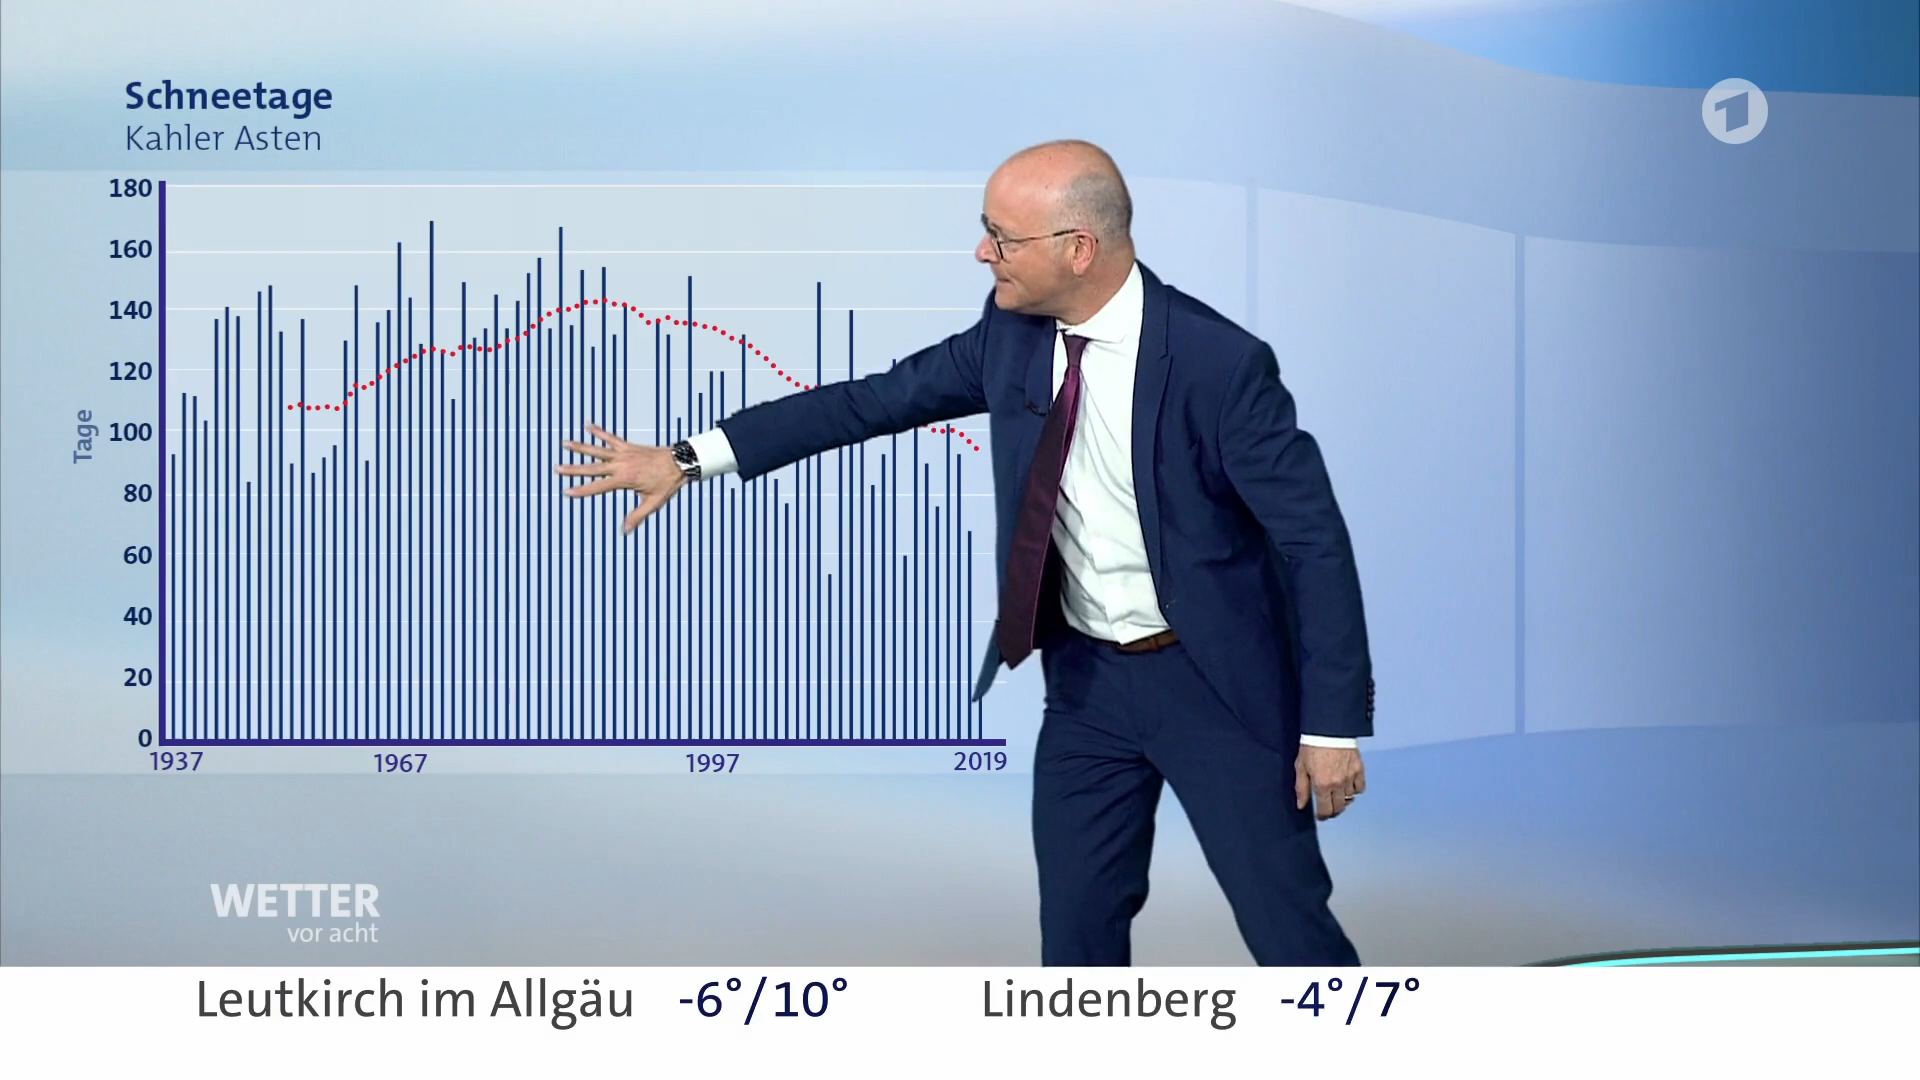 Schneetage
Kahler Asten
180
160
140
120
100
80
60
40
20
0
Tage
1937 1967 1997 2019
WETTER
vor acht
Leutkirch im Allgäu -6°/10° Lindenberg -4°/7°